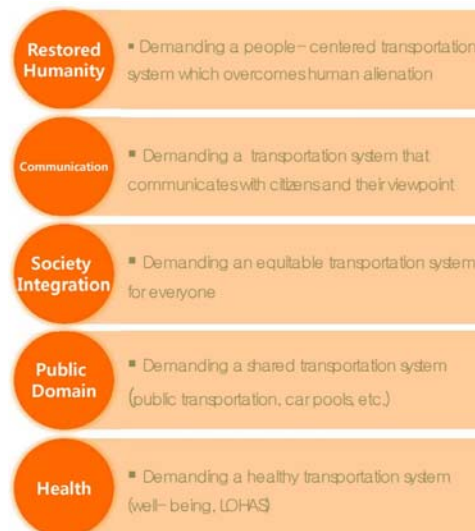 Restored
Humanity
▪ Demanding a people-centered transportation
system which overcomes human alienation
Communication
▪ Demanding a transportation system that
communicates with citizens and their viewpoint
Society
Integration
▪ Demanding an equitable transportation system
for everyone
Public
Domain
▪ Demanding a shared transportation system
(public transportation, car pools, etc.)
Health
▪ Demanding a healthy transportation system
(well-being, LOHAS)